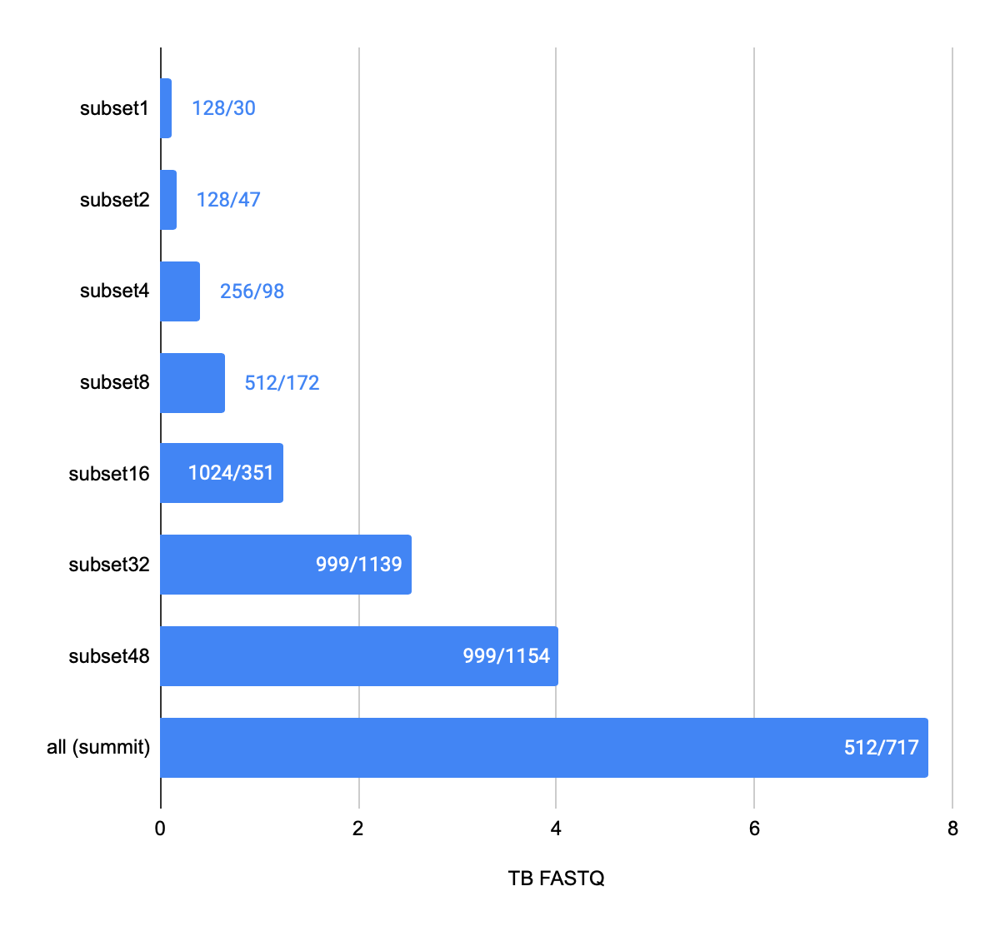 subset1 128/30
subset2 128/47
subset4 256/98
subset8 512/172
subset16 1024/351
subset32 999/1139
subset48 999/1154
all (summit) 512/717
0 2 4 6 8
TB FASTQ